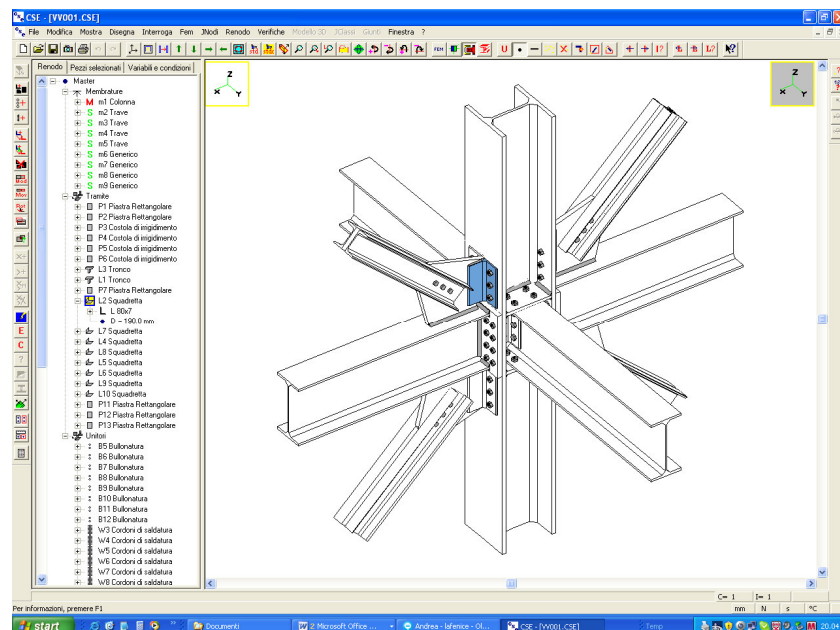 CSE - [VV001.CSE]
File Modifica Mostra Disegna Interroga Fem JNodi Renodo Verifiche Modello 3D JClassi Giunti Finestra ?
Renodo Pezzi selezionati Variabili e condizioni
Master
Membrature
M m1 Colonna
S m2 Trave
S m3 Trave
S m4 Trave
S m5 Trave
S m6 Generico
S m7 Generico
S m8 Generico
S m9 Generico
Tramite
P1 Piastra Rettangolare
P2 Piastra Rettangolare
P3 Costola di irrigidimento
P4 Costola di irrigidimento
P5 Costola di irrigidimento
P6 Costola di irrigidimento
L3 Tronco
L1 Tronco
P7 Piastra Rettangolare
L2 Squadretta
L 80x7
D = 190.0 mm
L7 Squadretta
L4 Squadretta
L8 Squadretta
L5 Squadretta
L6 Squadretta
L9 Squadretta
L10 Squadretta
P11 Piastra Rettangolare
P12 Piastra Rettangolare
P13 Piastra Rettangolare
Unitori
B5 Bullonatura
B6 Bullonatura
B7 Bullonatura
B8 Bullonatura
B9 Bullonatura
B10 Bullonatura
B11 Bullonatura
B12 Bullonatura
W3 Cordoni di saldatura
W4 Cordoni di saldatura
W5 Cordoni di saldatura
W6 Cordoni di saldatura
W7 Cordoni di saldatura
W8 Cordoni di saldatura
Z
X Y
Z
X Y
E
C
C= 1 I= 1
Per informazioni, premere F1
mm N s °C
start Documenti 2 Microsoft Office ... Andrea - lafenice - Ol... CSE - [VV001.CSE] Temp 20.04